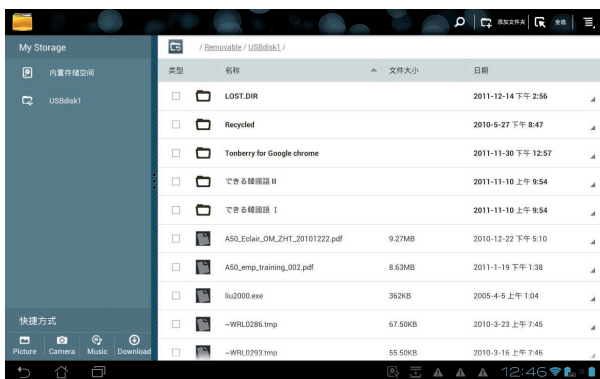 添加文件夹 全选
My Storage
/ Removable / USBdisk1 /
内置存储空间
USBdisk1
类型 名称 文件大小 日期
LOST.DIR 2011-12-14 下午 2:56
Recycled 2010-5-27 下午 8:47
Tonberry for Google chrome 2011-11-30 下午 12:57
できる韓國語 II 2011-11-10 上午 9:54
できる韓國語 I 2011-11-10 上午 9:54
A50_Eclair_OM_ZHT_20101222.pdf 9.27MB 2010-12-22 下午 5:10
A50_emp_training_002.pdf 8.63MB 2011-1-19 下午 1:38
liu2000.exe 362KB 2005-4-5 上午 1:04
~WRL0286.tmp 67.50KB 2010-3-23 上午 7:45
~WRL0293.tmp 55.50KB 2010-3-16 上午 7:46
快捷方式
Picture Camera Music Download
12:46